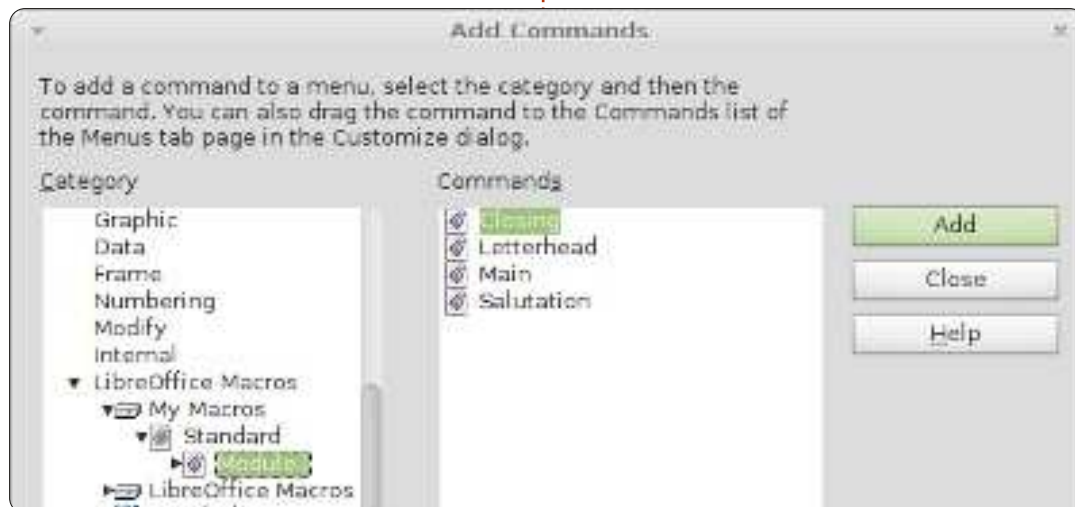 Add Commands
To add a command to a menu, select the category and then the
command. You can also drag the command to the Commands list of
the Menus tab page in the Customize dialog.
Category
Commands
Graphic
Data
Frame
Numbering
Modify
Internal
LibreOffice Macros
My Macros
Standard
LibreOffice Macros
Closing
Letterhead
Main
Salutation
Add
Close
Help